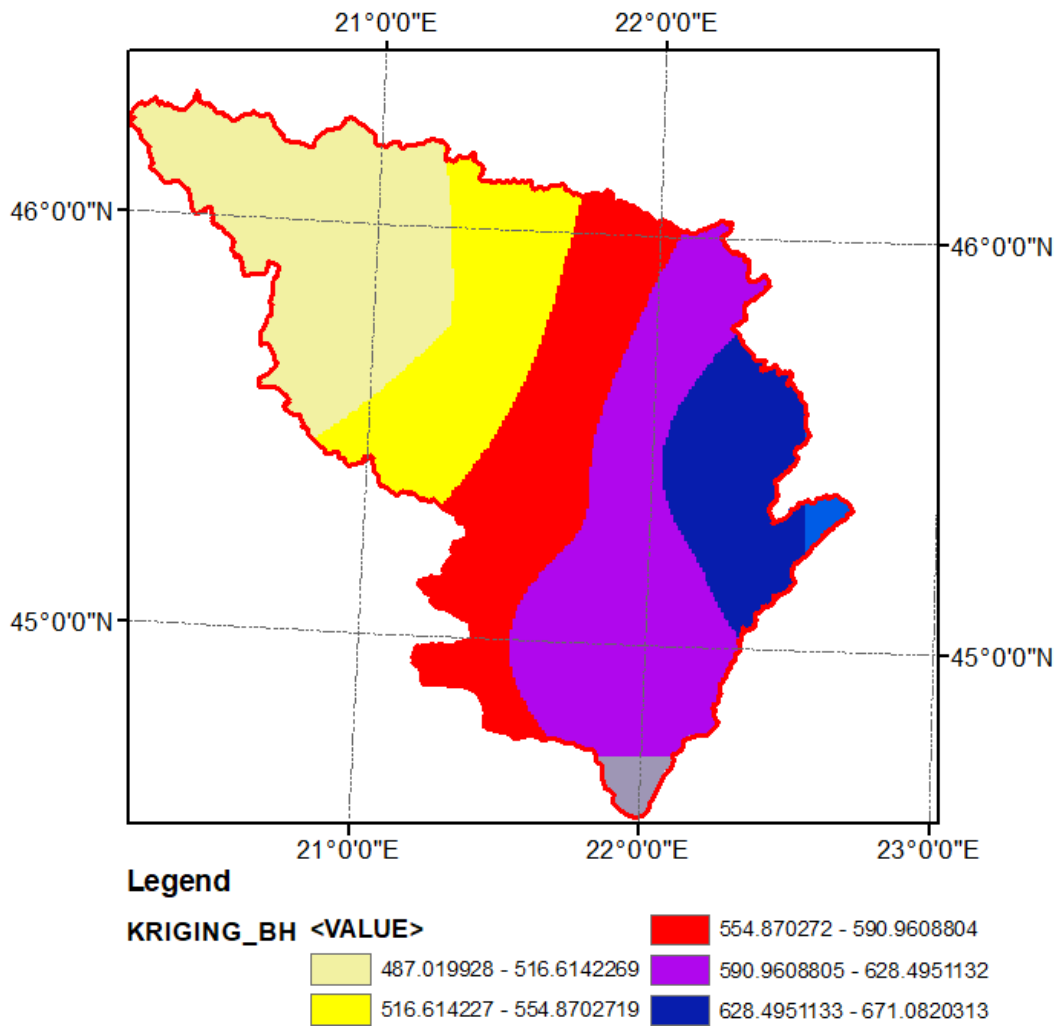 21°0'0"E 22°0'0"E
46°0'0"N
46°0'0"N
45°0'0"N
45°0'0"N
21°0'0"E 22°0'0"E 23°0'0"E
Legend
KRIGING_BH <VALUE>
487.019928 - 516.6142269
516.614227 - 554.8702719
554.870272 - 590.9608804
590.9608805 - 628.4951132
628.4951133 - 671.0820313